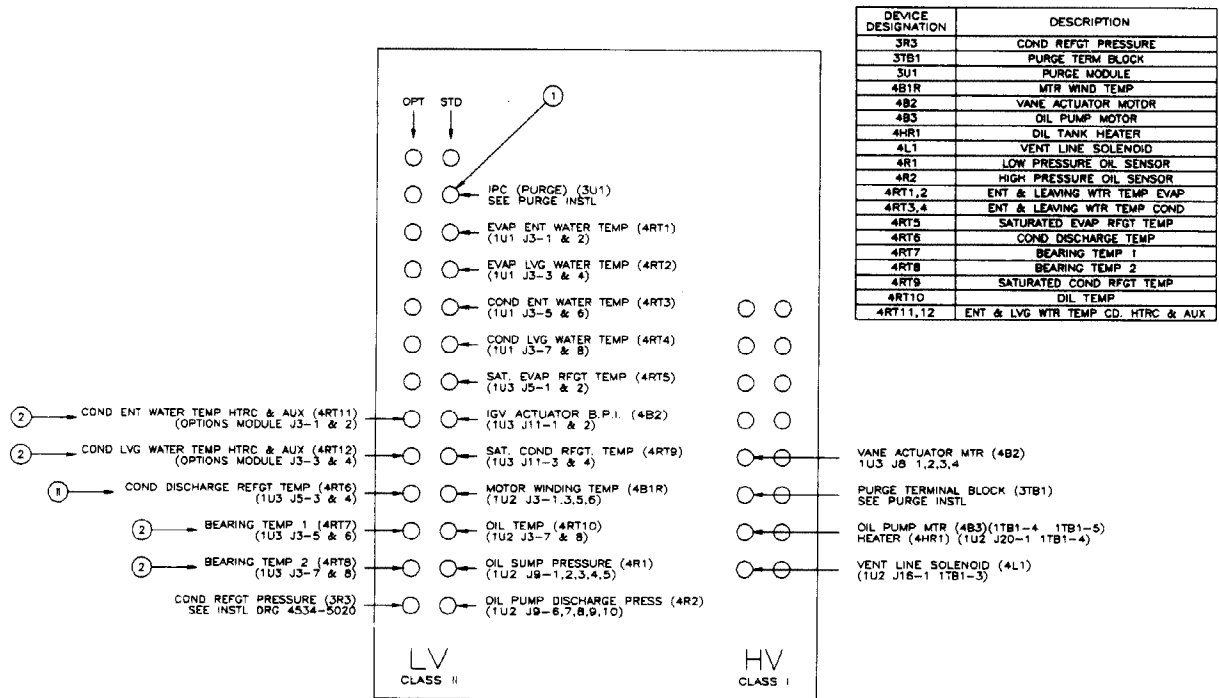 DEVICE DESIGNATION DESCRIPTION
3R3 COND REFGT PRESSURE
3TB1 PURGE TERM BLOCK
3U1 PURGE MODULE
4B1R MTR WIND TEMP
4B2 VANE ACTUATOR MOTOR
4B3 OIL PUMP MOTOR
4HR1 OIL TANK HEATER
4L1 VENT LINE SOLENOID
4R1 LOW PRESSURE OIL SENSOR
4R2 HIGH PRESSURE OIL SENSOR
4RT1,2 ENT & LEAVING WTR TEMP EVAP
4RT3,4 ENT & LEAVING WTR TEMP COND
4RT5 SATURATED EVAP RFGT TEMP
4RT6 COND DISCHARGE TEMP
4RT7 BEARING TEMP 1
4RT8 BEARING TEMP 2
4RT9 SATURATED COND RFGT TEMP
4RT10 OIL TEMP
4RT11,12 ENT & LVG WTR TEMP CD. HTRC & AUX
OPT STD
1
IPC (PURGE) (3U1)
SEE PURGE INSTL
EVAP ENT WATER TEMP (4RT1)
(1U1 J3-1 & 2)
EVAP LVG WATER TEMP (4RT2)
(1U1 J3-3 & 4)
COND ENT WATER TEMP (4RT3)
(1U1 J3-5 & 6)
COND LVG WATER TEMP (4RT4)
(1U1 J3-7 & 8)
SAT. EVAP RFGT TEMP (4RT5)
(1U3 J5-1 & 2)
IGV ACTUATOR B.P.I. (4B2)
(1U3 J11-1 & 2)
SAT. COND RFGT. TEMP (4RT9)
(1U3 J11-3 & 4)
MOTOR WINDING TEMP (4B1R)
(1U2 J3-1,3,5,6)
OIL TEMP (4RT10)
(1U2 J3-7 & 8)
OIL SUMP PRESSURE (4R1)
(1U2 J9-1,2,3,4,5)
OIL PUMP DISCHARGE PRESS (4R2)
(1U2 J9-6,7,8,9,10)
2
COND ENT WATER TEMP HTRC & AUX (4RT11)
(OPTIONS MODULE J3-1 & 2)
2
COND LVG WATER TEMP HTRC & AUX (4RT12)
(OPTIONS MODULE J3-3 & 4)
11
COND DISCHARGE REFGT TEMP (4RT6)
(1U3 J5-3 & 4)
2
BEARING TEMP 1 (4RT7)
(1U3 J3-5 & 6)
2
BEARING TEMP 2 (4RT8)
(1U3 J3-7 & 8)
COND REFGT PRESSURE (3R3)
SEE INSTL DRG 4534-5020
VANE ACTUATOR MTR (4B2)
1U3 J8 1,2,3,4
PURGE TERMINAL BLOCK (3TB1)
SEE PURGE INSTL
OIL PUMP MTR (4B3)(1TB1-4 1TB1-5)
HEATER (4HR1) (1U2 J20-1 1TB1-4)
VENT LINE SOLENOID (4L1)
(1U2 J16-1 1TB1-3)
LV
CLASS II
HV
CLASS I